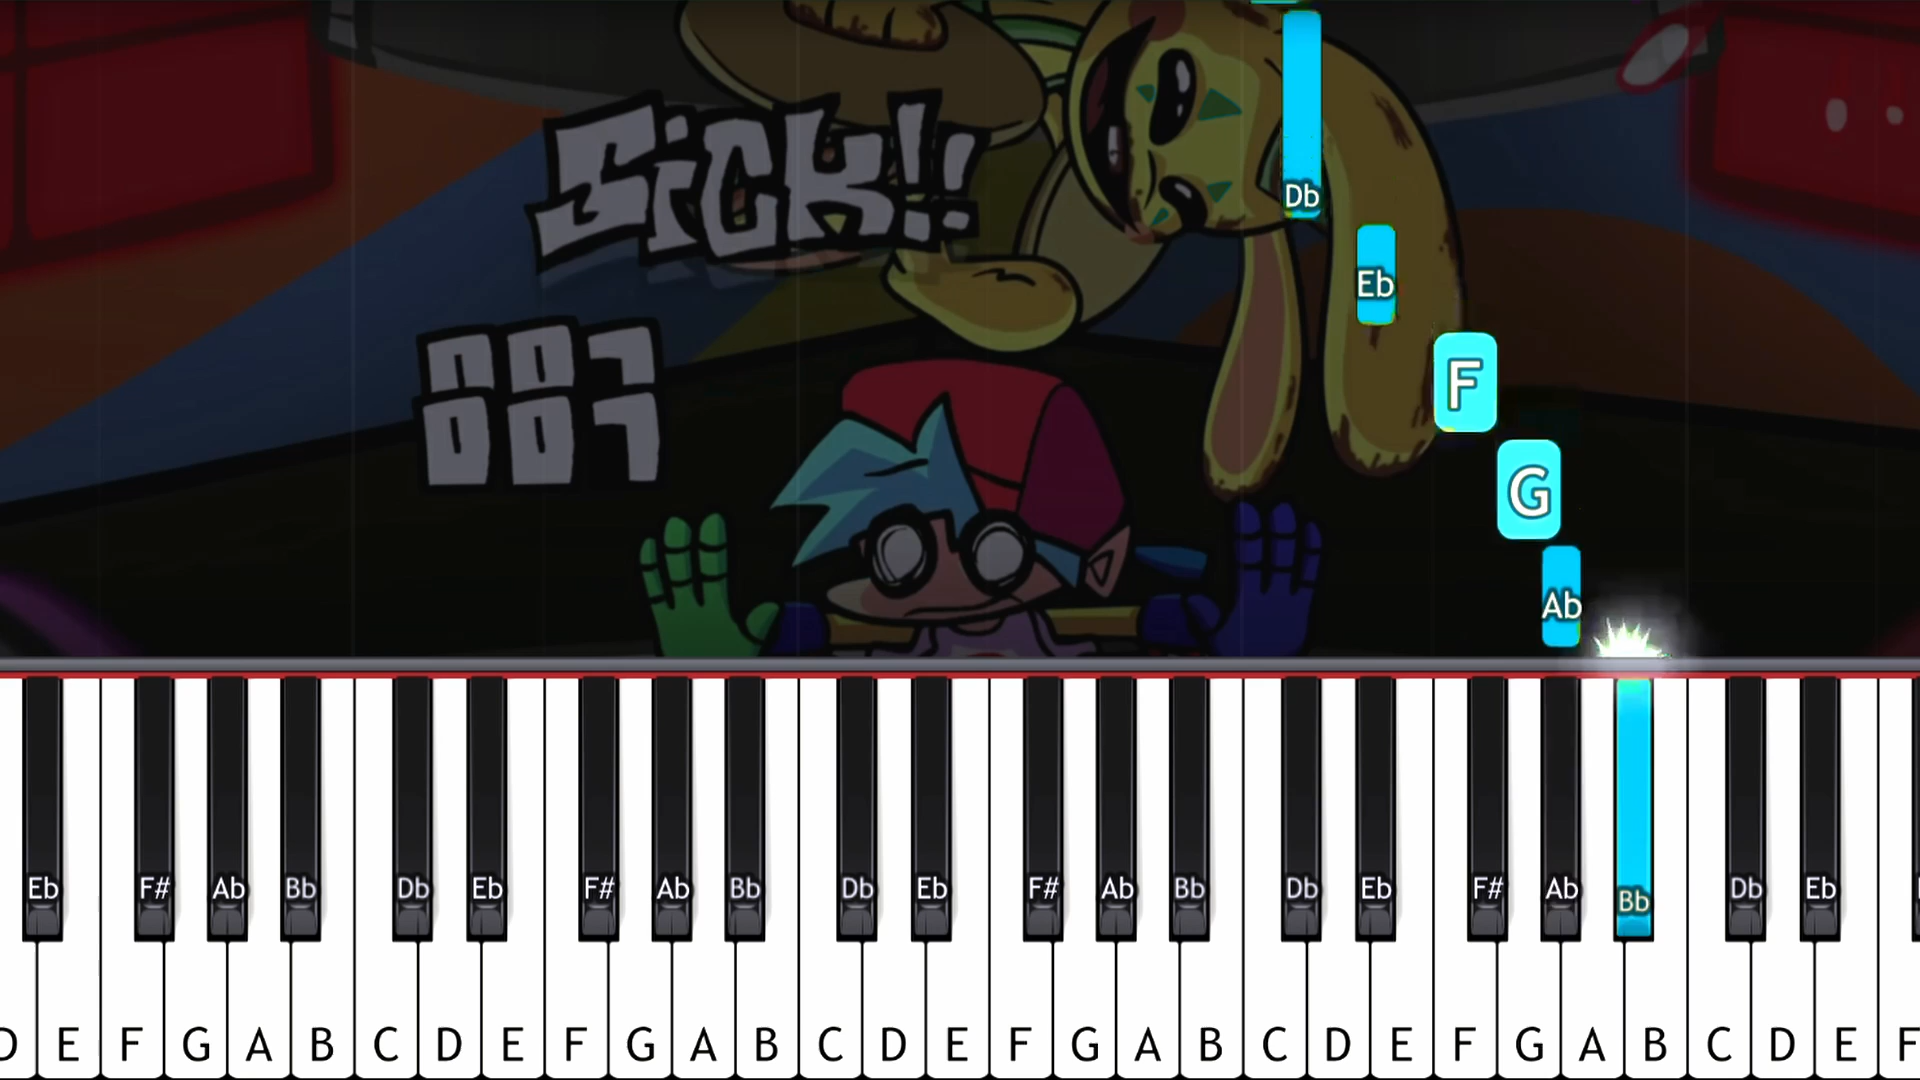 SiCK!!
007
Db
Eb
F
G
Ab
Eb F# Ab Bb Db Eb F# Ab Bb Db Eb F# Ab Bb Db Eb F# Ab Bb Db Eb
D E F G A B C D E F G A B C D E F G A B C D E F G A B C D E F